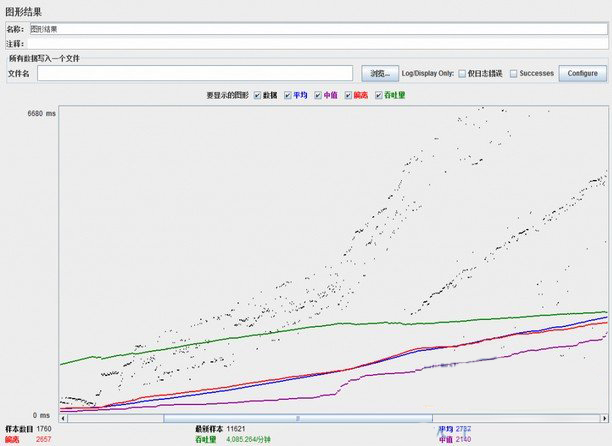 图形结果
名称: 图形结果
注释:
所有数据写入一个文件
文件名 浏览... Log/Display Only: 仅日志错误 Successes Configure
要显示的图形 数据 平均 中值 偏离 吞吐量
6680 ms
0 ms
样本数目 1760 最新样本 11621 平均 2787
偏离 2657 吞吐量 4,085.264/分钟 中值 2140